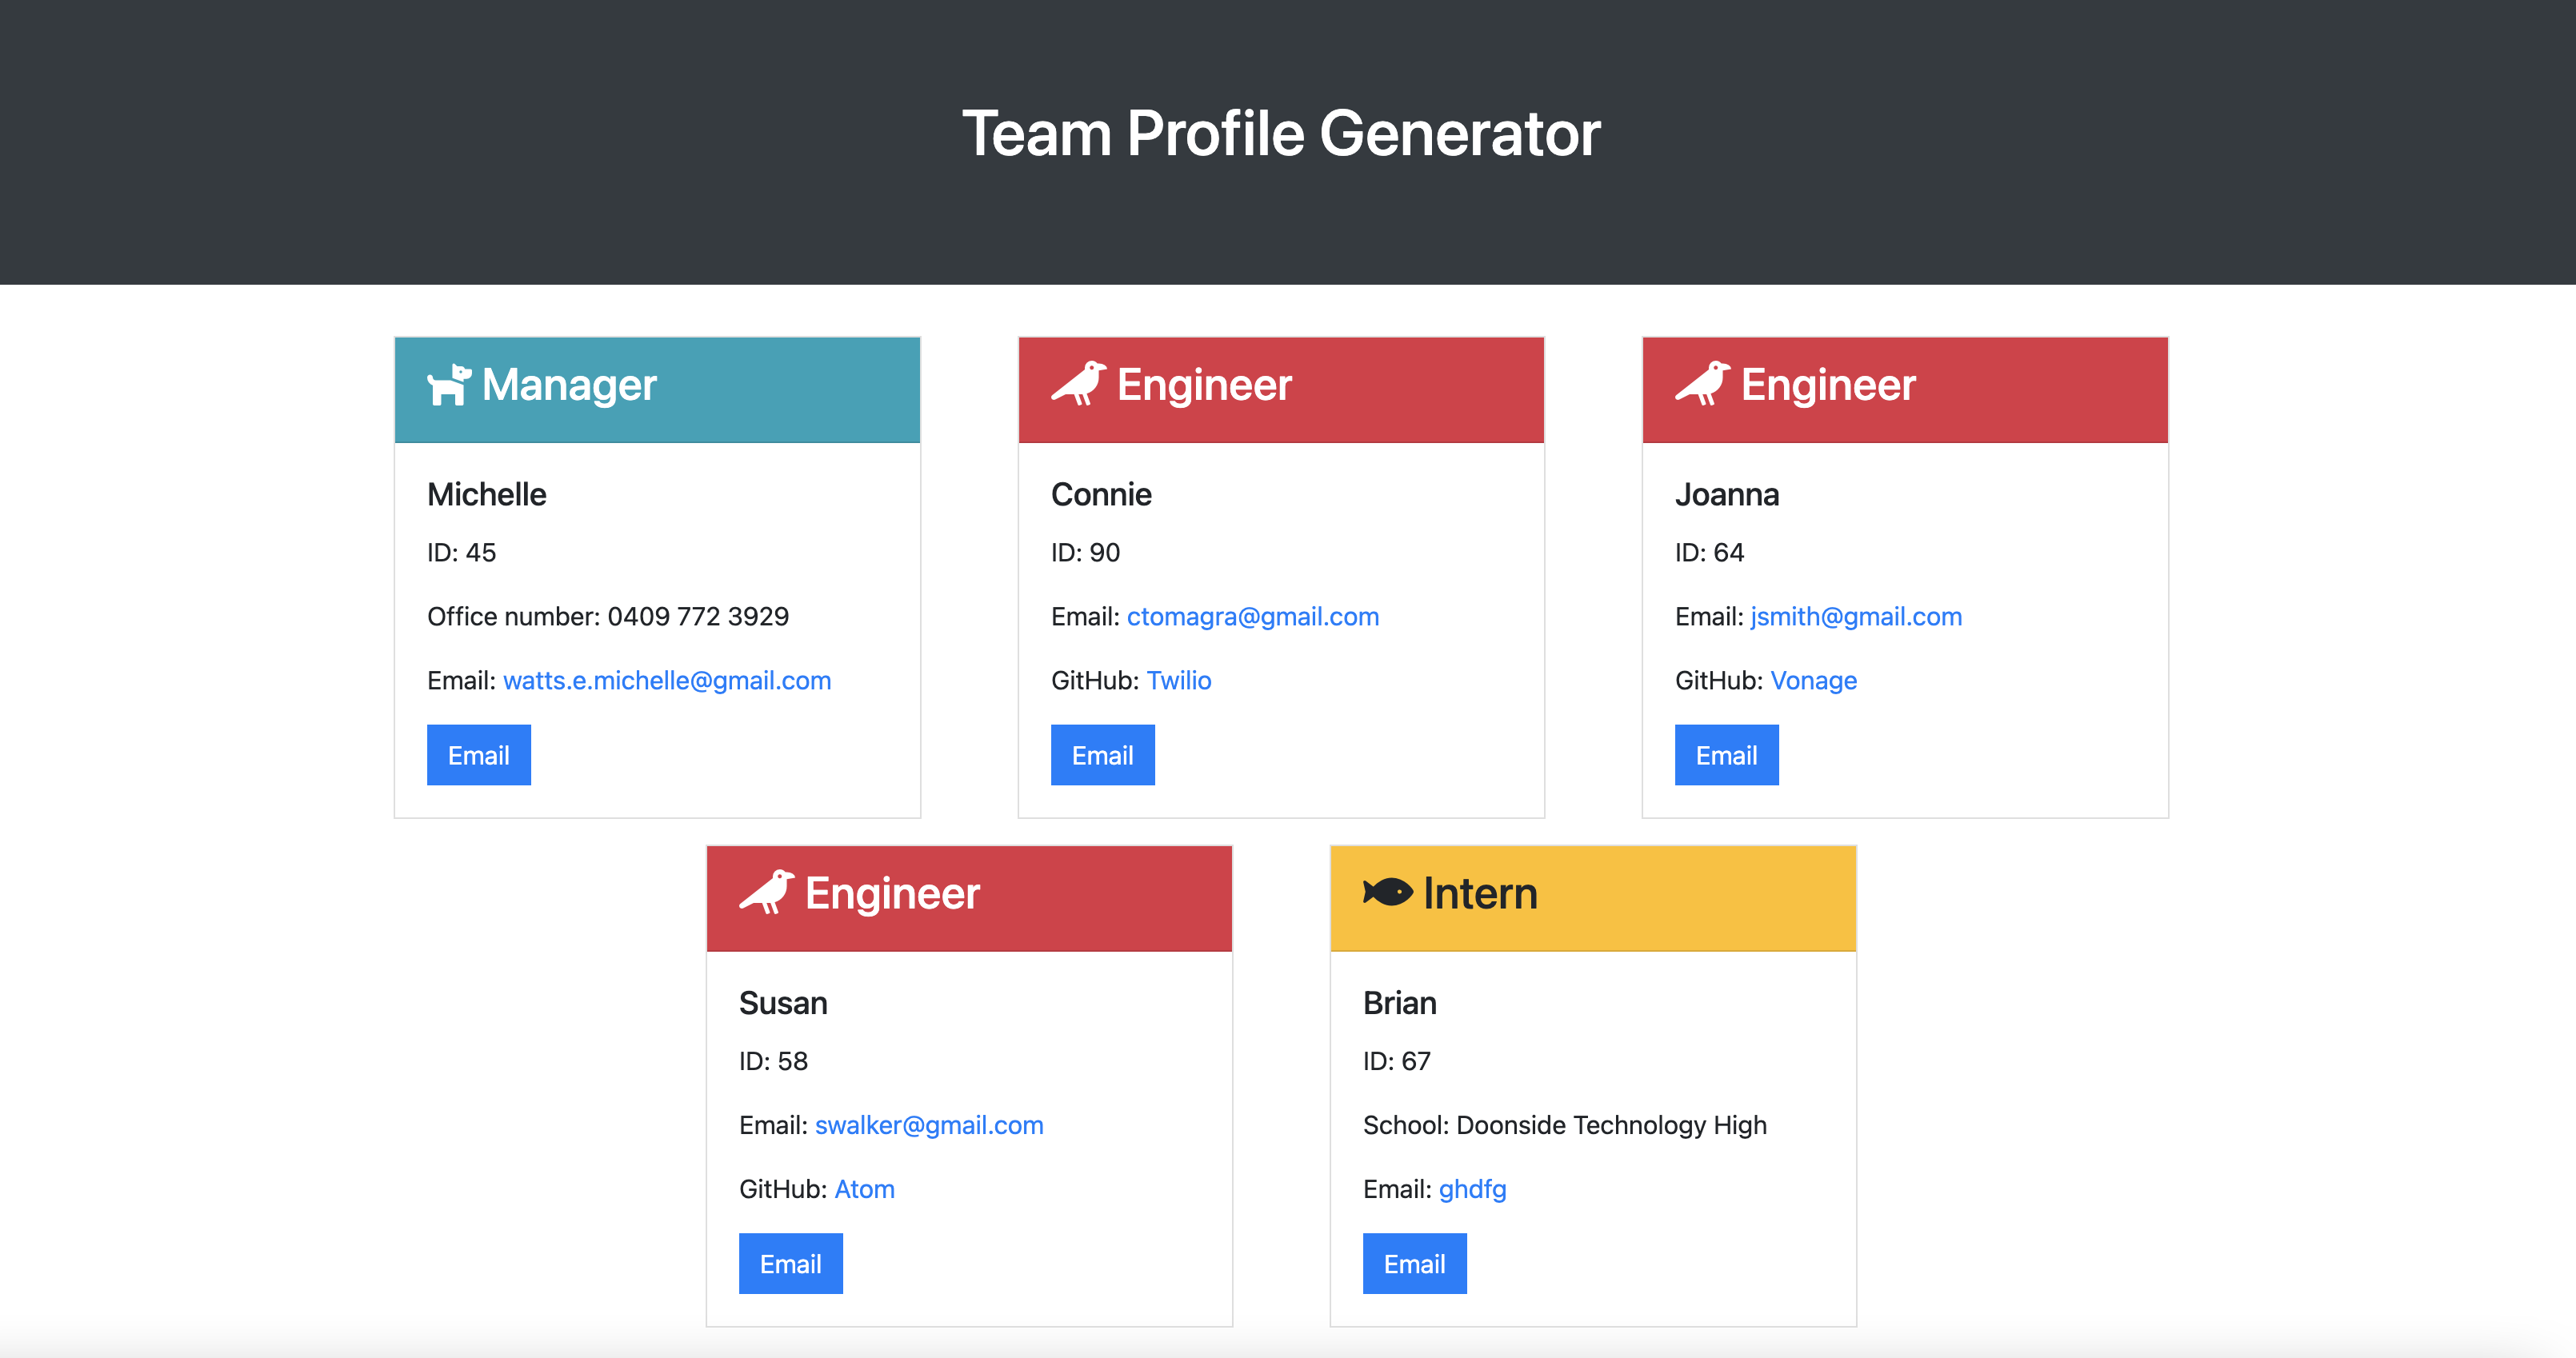 Team Profile Generator
Manager
Michelle
ID: 45
Office number: 0409 772 3929
Email: watts.e.michelle@gmail.com
Email
Engineer
Connie
ID: 90
Email: ctomagra@gmail.com
GitHub: Twilio
Email
Engineer
Joanna
ID: 64
Email: jsmith@gmail.com
GitHub: Vonage
Email
Engineer
Susan
ID: 58
Email: swalker@gmail.com
GitHub: Atom
Email
Intern
Brian
ID: 67
School: Doonside Technology High
Email: ghdfg
Email